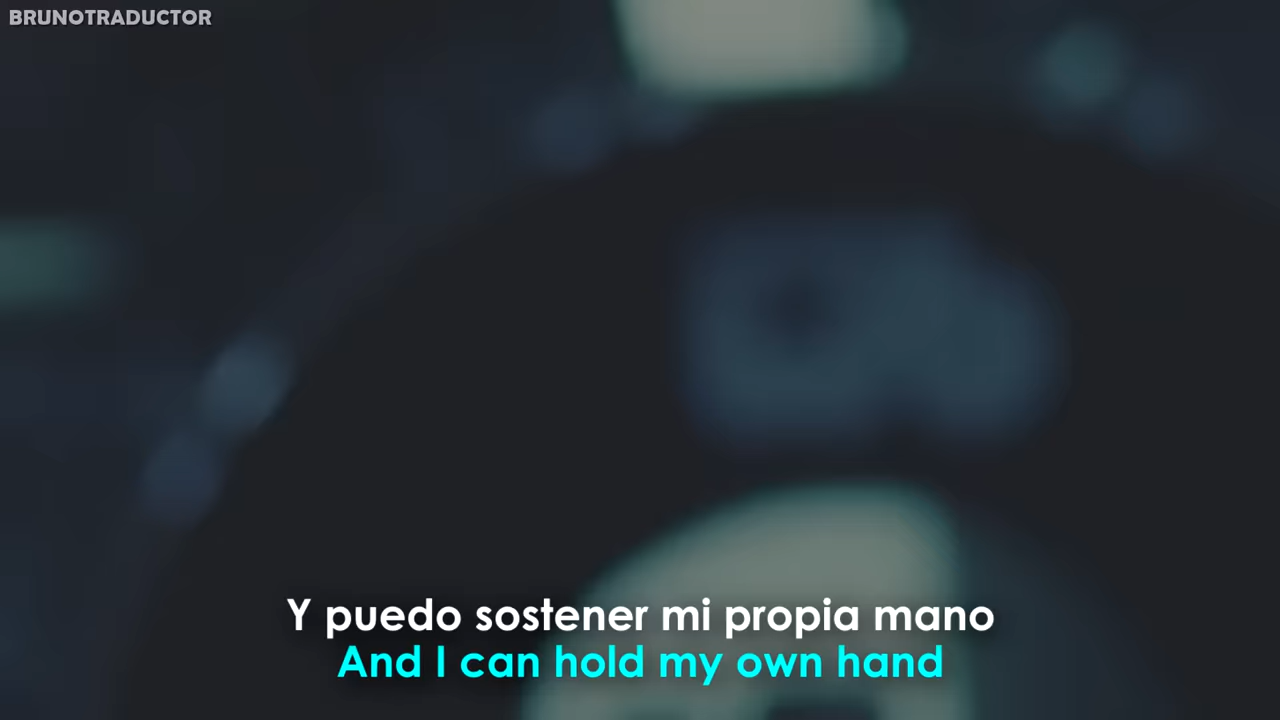 BRUNOTRADUCTOR
Y puedo sostener mi propia mano
And I can hold my own hand